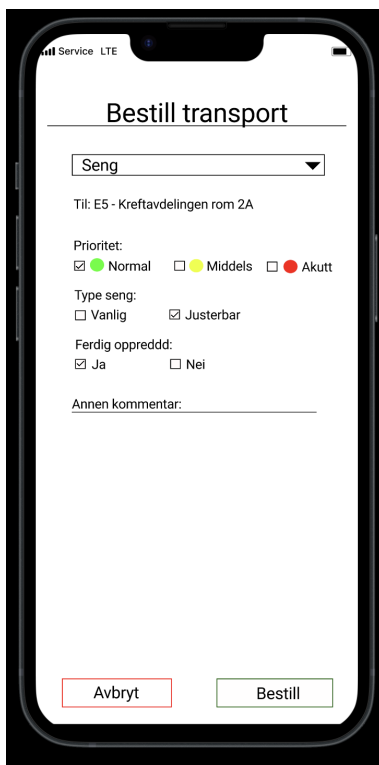 Service LTE
Bestill transport
Seng
Til: E5 - Kreftavdelingen rom 2A
Prioritet:
Normal Middels Akutt
Type seng:
Vanlig Justerbar
Ferdig oppreddd:
Ja Nei
Annen kommentar:
Avbryt Bestill